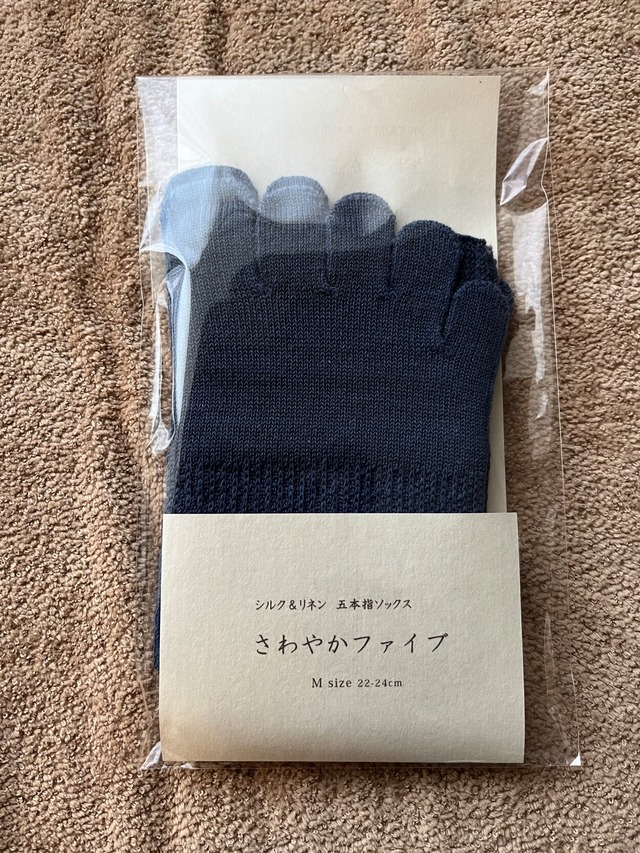 シルク＆リネン 五本指ソックス
さわやかファイブ
M size 22-24cm